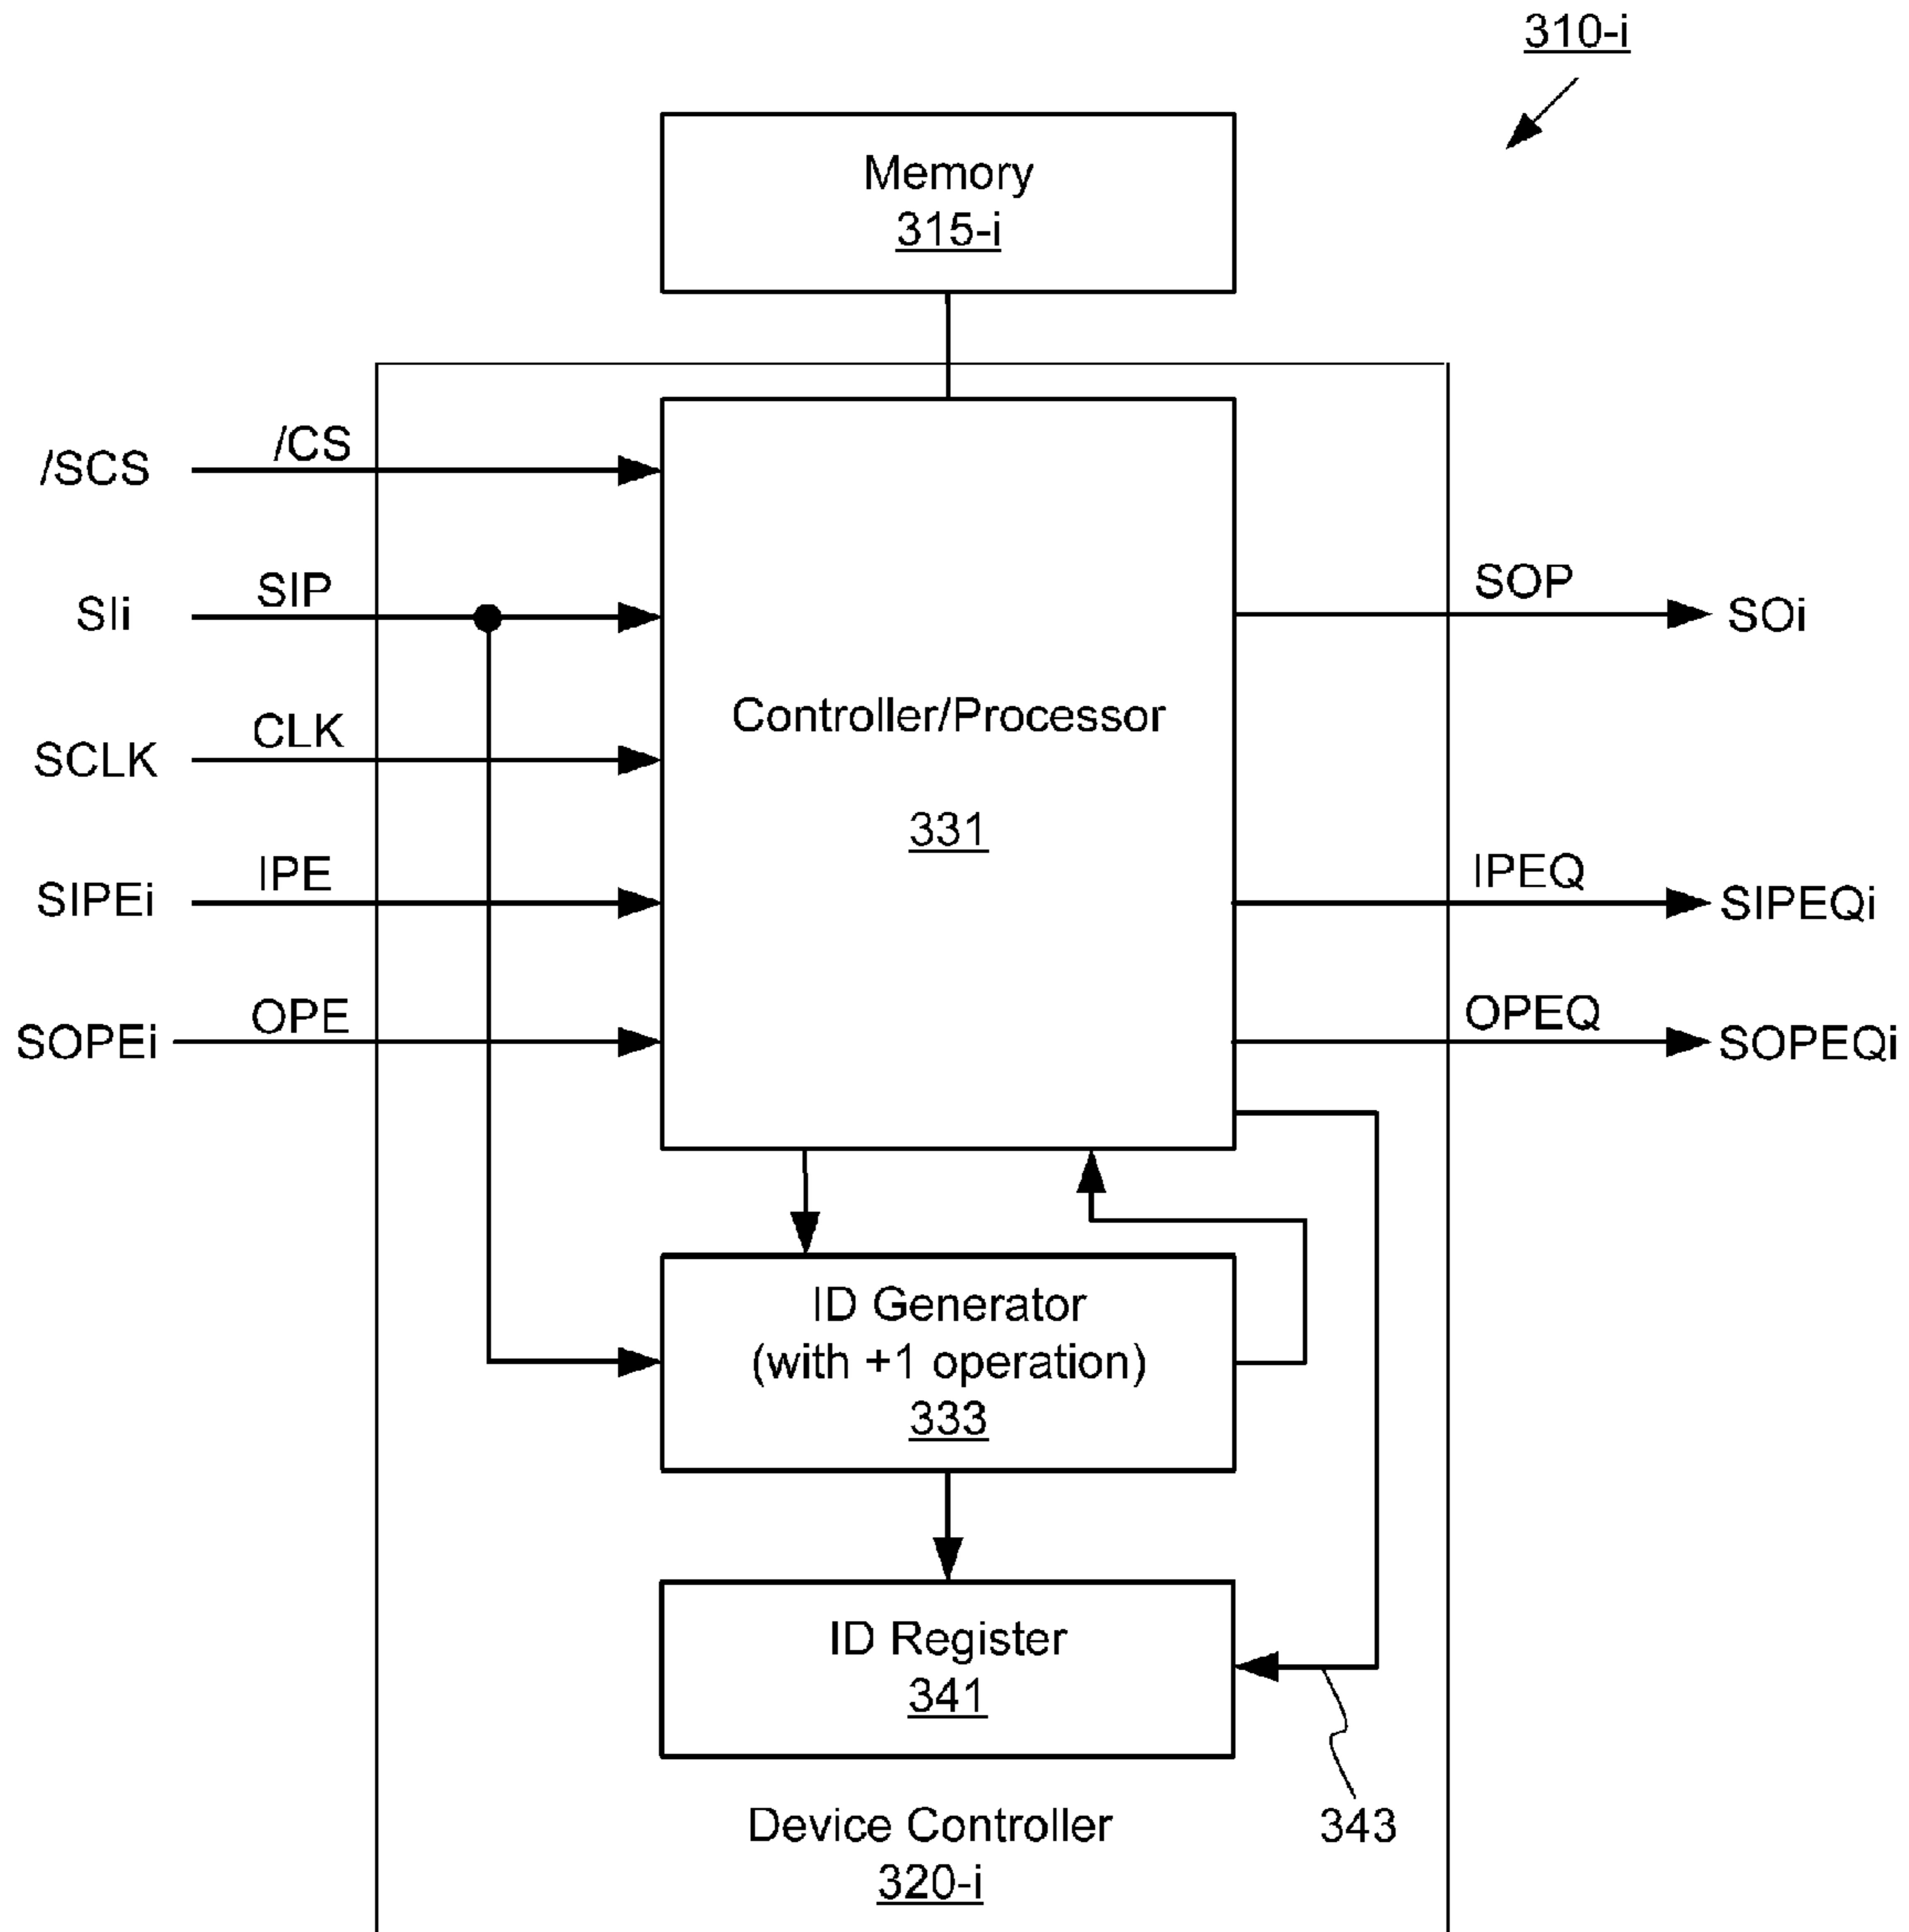 310-i
Memory
315-i
/SCS
/CS
SIi
SIP
SCLK
CLK
SIPEi
IPE
SOPEi
OPE
Controller/Processor
331
SOP
SOi
IPEQ
SIPEQi
OPEQ
SOPEQi
ID Generator
(with +1 operation)
333
ID Register
341
343
Device Controller
320-i